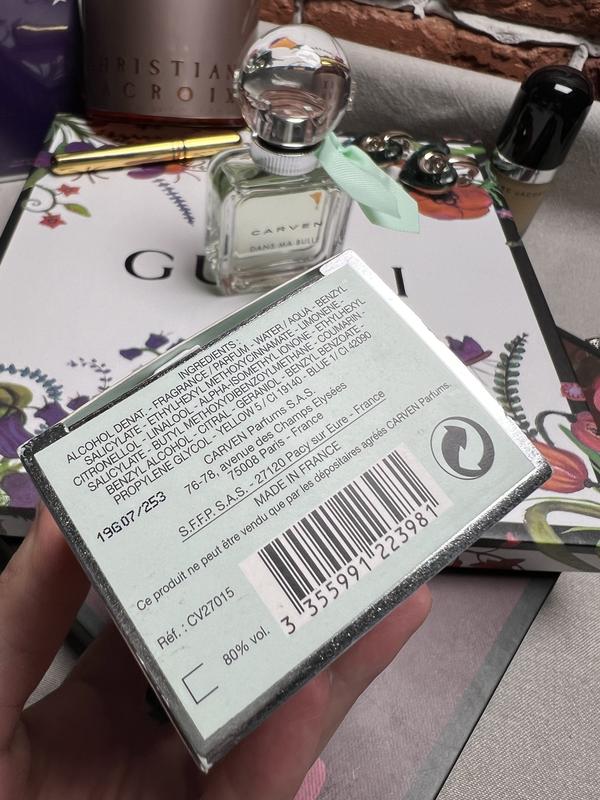 CHRISTIAN
LACROIX
CARVEN
DANS MA BULL
GU
I
INGREDIENTS :
ALCOHOL DENAT. - FRAGRANCE / PARFUM - WATER / AQUA - BENZYL
SALICYLATE - ETHYLHEXYL METHOXYCINNAMATE - LIMONENE -
CITRONELLOL - LINALOOL - ALPHA-ISOMETHYL IONONE - ETHYLHEXYL
SALICYLATE - BUTYL METHOXYDIBENZOYLMETHANE - COUMARIN -
BENZYL ALCOHOL - CITRAL - GERANIOL - BENZYL BENZOATE -
PROPYLENE GLYCOL - YELLOW 5 / CI 19140 - BLUE 1 / CI 42090
CARVEN Parfums S.A.S.
76-78, avenue des Champs Elysées
75008 Paris - France
S.F.F.P. S.A.S. - 27120 Pacy sur Eure - France
MADE IN FRANCE
19G07/253
Ce produit ne peut être vendu que par les dépositaires agréés CARVEN Parfums.
Réf. : CV27015
80% vol.
3 355991 223981